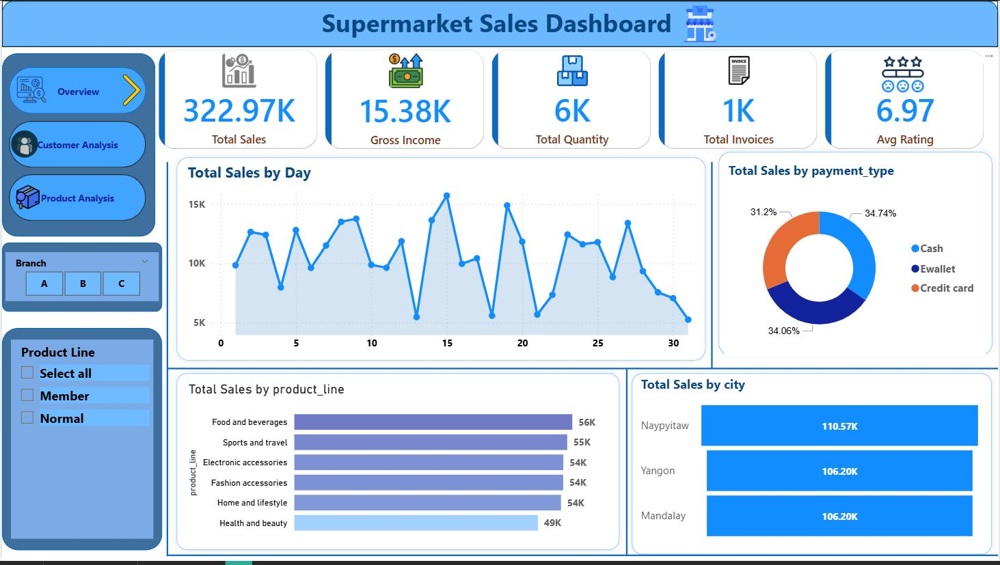 Supermarket Sales Dashboard
Overview
Customer Analysis
Product Analysis
Branch
A B C
Product Line
Select all
Member
Normal
322.97K
Total Sales
15.38K
Gross Income
6K
Total Quantity
INVOICE
1K
Total Invoices
6.97
Avg Rating
Total Sales by Day
15K
10K
5K
0 5 10 15 20 25 30
Total Sales by payment_type
31.2%
34.74%
34.06%
Cash
Ewallet
Credit card
Total Sales by product_line
product_line
Food and beverages 56K
Sports and travel 55K
Electronic accessories 54K
Fashion accessories 54K
Home and lifestyle 54K
Health and beauty 49K
Total Sales by city
Naypyitaw 110.57K
Yangon 106.20K
Mandalay 106.20K